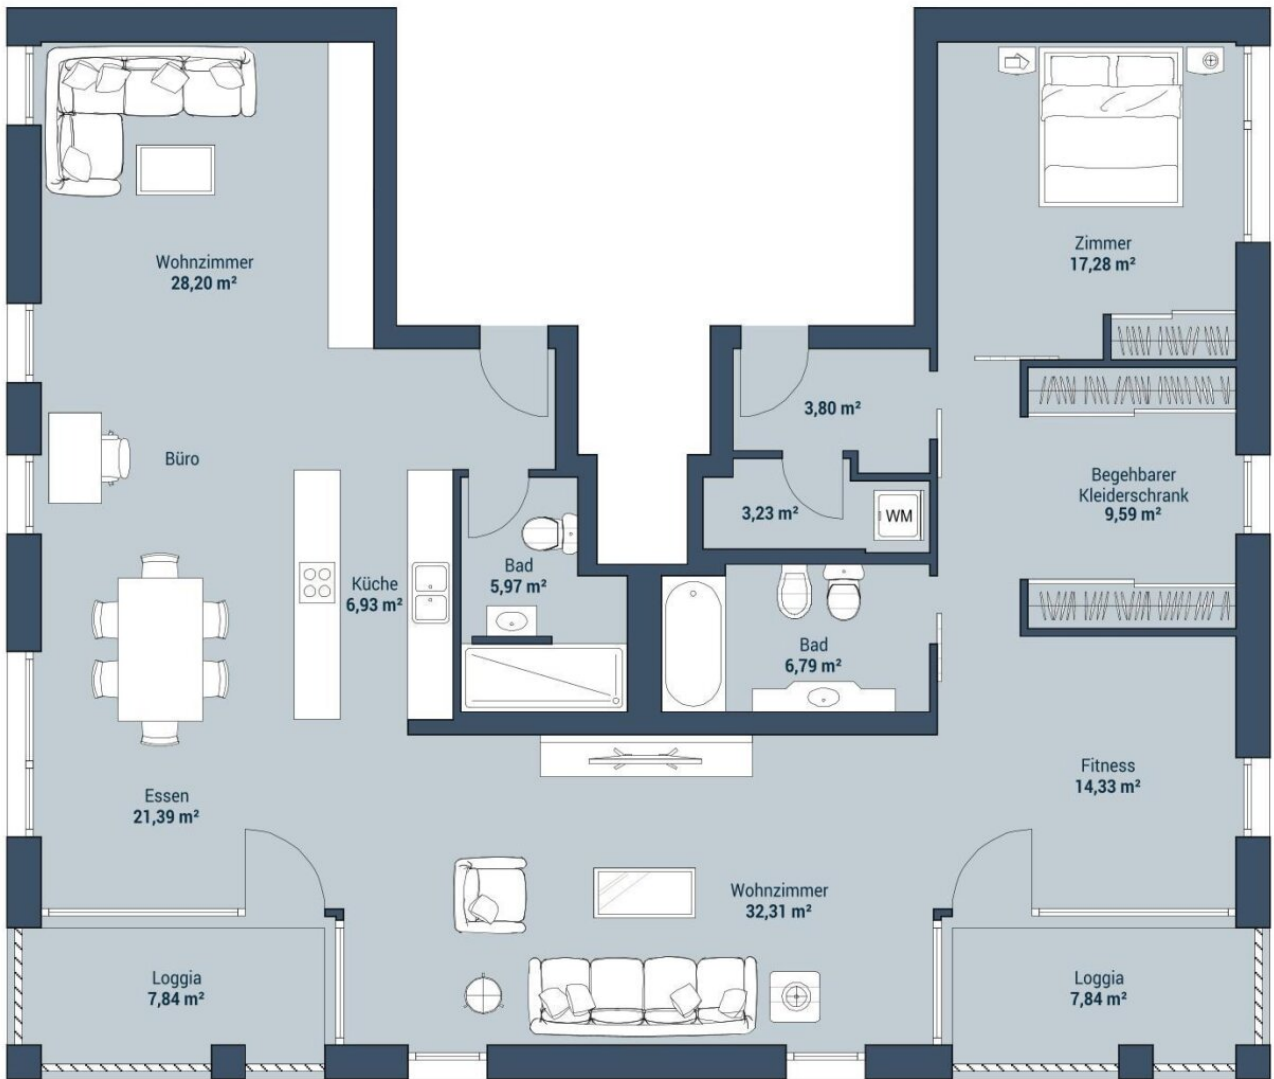 Wohnzimmer
28,20 m²
Zimmer
17,28 m²
3,80 m²
Büro
Begehbarer
Kleiderschrank
9,59 m²
3,23 m²
WM
Küche
6,93 m²
Bad
5,97 m²
Bad
6,79 m²
Essen
21,39 m²
Fitness
14,33 m²
Wohnzimmer
32,31 m²
Loggia
7,84 m²
Loggia
7,84 m²